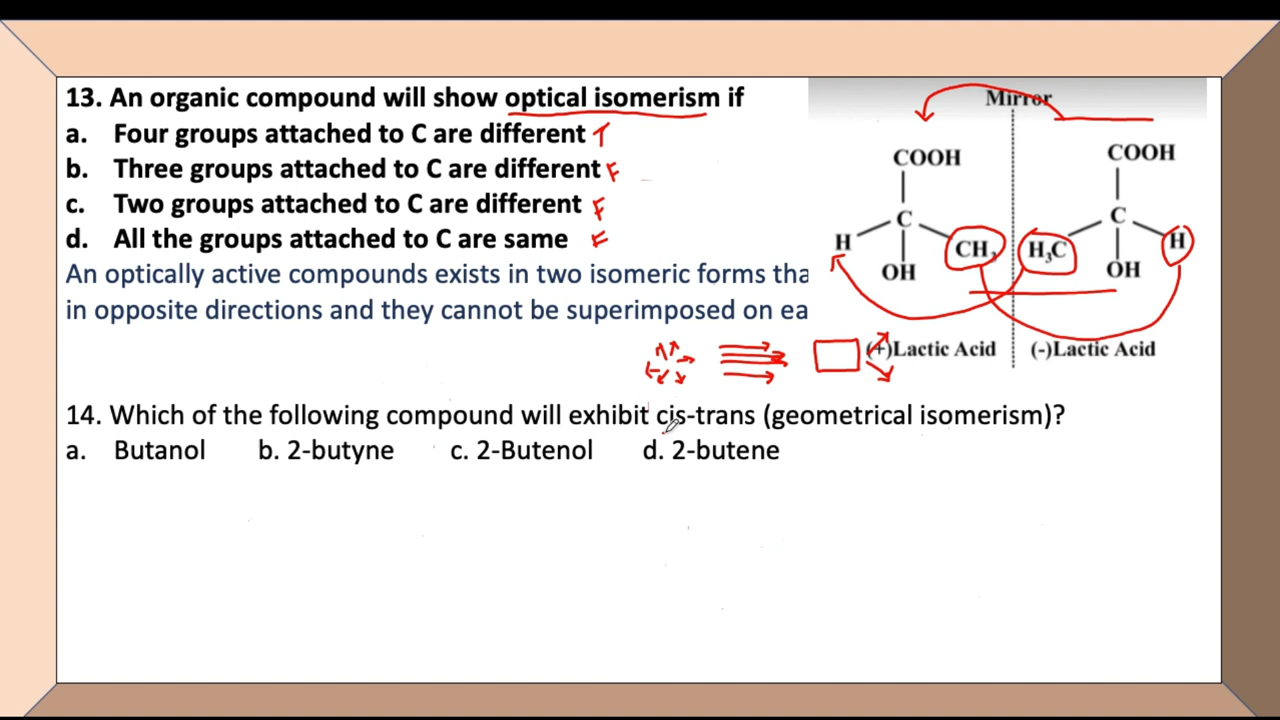 13. An organic compound will show optical isomerism if
a. Four groups attached to C are different T
b. Three groups attached to C are different F
c. Two groups attached to C are different F
d. All the groups attached to C are same F
An optically active compounds exists in two isomeric forms tha
in opposite directions and they cannot be superimposed on ea
Mirror
COOH COOH
C C
H CH3 H3C H
OH OH
(+)Lactic Acid (-)Lactic Acid
14. Which of the following compound will exhibit cis-trans (geometrical isomerism)?
a. Butanol b. 2-butyne c. 2-Butenol d. 2-butene